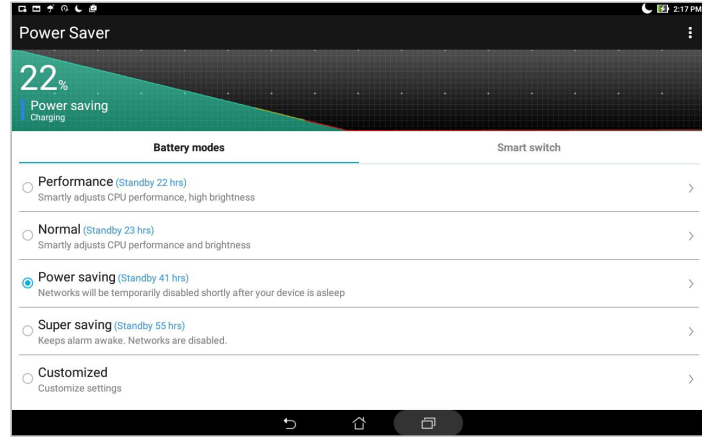 2:17 PM
Power Saver
22%
Power saving
Charging
Battery modes
Smart switch
Performance (Standby 22 hrs)
Smartly adjusts CPU performance, high brightness
Normal (Standby 23 hrs)
Smartly adjusts CPU performance and brightness
Power saving (Standby 41 hrs)
Networks will be temporarily disabled shortly after your device is asleep
Super saving (Standby 55 hrs)
Keeps alarm awake. Networks are disabled.
Customized
Customize settings